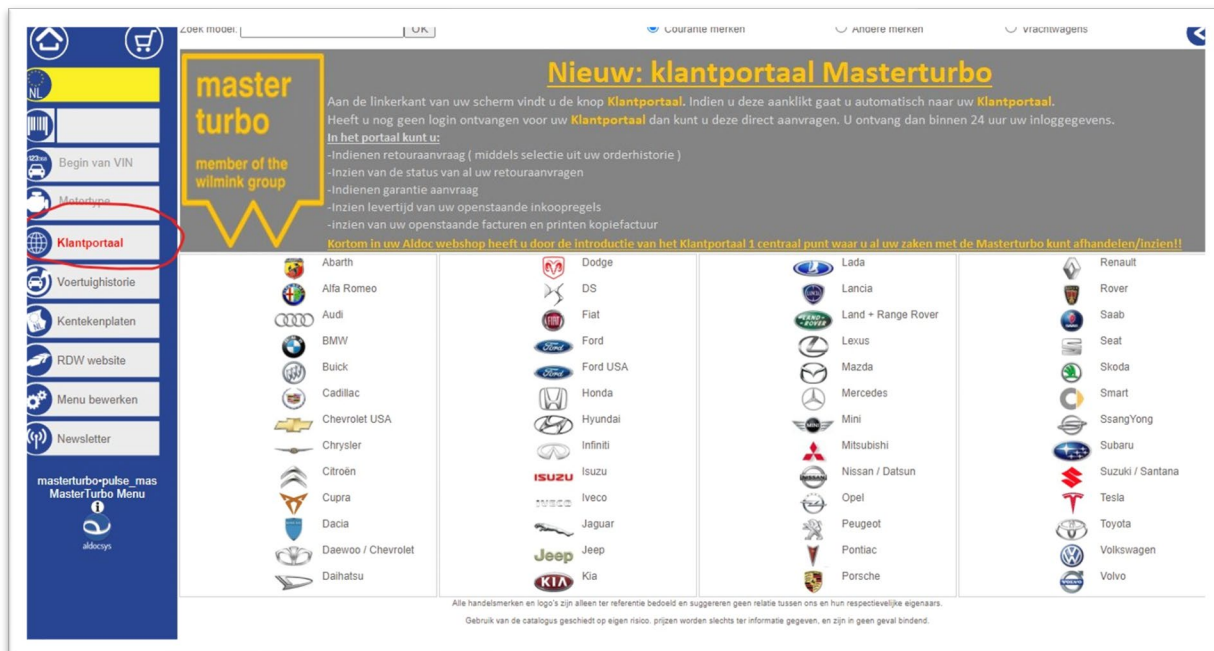 Zoek model: OK Courante merken Andere merken Vrachtwagens
NL
Begin van VIN
Motortype
Klantportaal
Voertuighistorie
Kentekenplaten
RDW website
Menu bewerken
Newsletter
masterturbo•pulse_mas
MasterTurbo Menu
aldocsys
master
turbo
member of the
wilmink group
Nieuw: klantportaal Masterturbo
Aan de linkerkant van uw scherm vindt u de knop Klantportaal. Indien u deze aanklikt gaat u automatisch naar uw Klantportaal.
Heeft u nog geen login ontvangen voor uw Klantportaal dan kunt u deze direct aanvragen. U ontvang dan binnen 24 uur uw inloggegevens.
In het portaal kunt u:
-Indienen retouraanvraag ( middels selectie uit uw orderhistorie )
-Inzien van de status van al uw retouraanvragen
-Indienen garantie aanvraag
-Inzien levertijd van uw openstaande inkoopregels
-inzien van uw openstaande facturen en printen kopiefactuur
Kortom in uw Aldoc webshop heeft u door de introductie van het Klantportaal 1 centraal punt waar u al uw zaken met de Masterturbo kunt afhandelen/inzien!!
Abarth
Alfa Romeo
Audi
BMW
Buick
Cadillac
Chevrolet USA
Chrysler
Citroën
Cupra
Dacia
Daewoo / Chevrolet
Daihatsu
Dodge
DS
Fiat
Ford
Ford USA
Honda
Hyundai
Infiniti
ISUZU Isuzu
IVECO Iveco
Jaguar
Jeep Jeep
KIA Kia
Lada
Lancia
Land + Range Rover
Lexus
Mazda
Mercedes
Mini
Mitsubishi
Nissan / Datsun
Opel
Peugeot
Pontiac
Porsche
Renault
Rover
Saab
Seat
Skoda
Smart
SsangYong
Subaru
Suzuki / Santana
Tesla
Toyota
Volkswagen
Volvo
Alle handelsmerken en logo's zijn alleen ter referentie bedoeld en suggereren geen relatie tussen ons en hun respectievelijke eigenaars.
Gebruik van de catalogus geschiedt op eigen risico. prijzen worden slechts ter informatie gegeven, en zijn in geen geval bindend.